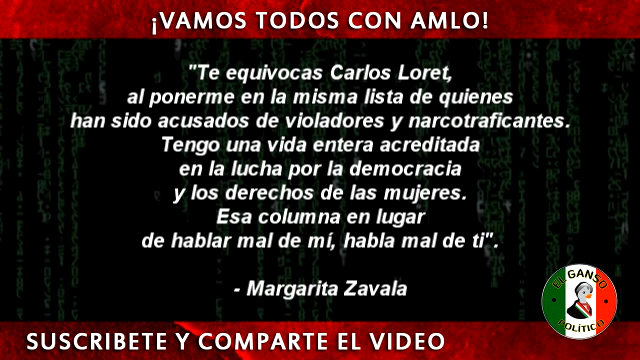 ¡VAMOS TODOS CON AMLO!
"Te equivocas Carlos Loret,
al ponerme en la misma lista de quienes
han sido acusados de violadores y narcotraficantes.
Tengo una vida entera acreditada
en la lucha por la democracia
y los derechos de las mujeres.
Esa columna en lugar
de hablar mal de mí, habla mal de ti".
- Margarita Zavala
EL GANSO
POLÍTICO
SUSCRIBETE Y COMPARTE EL VIDEO